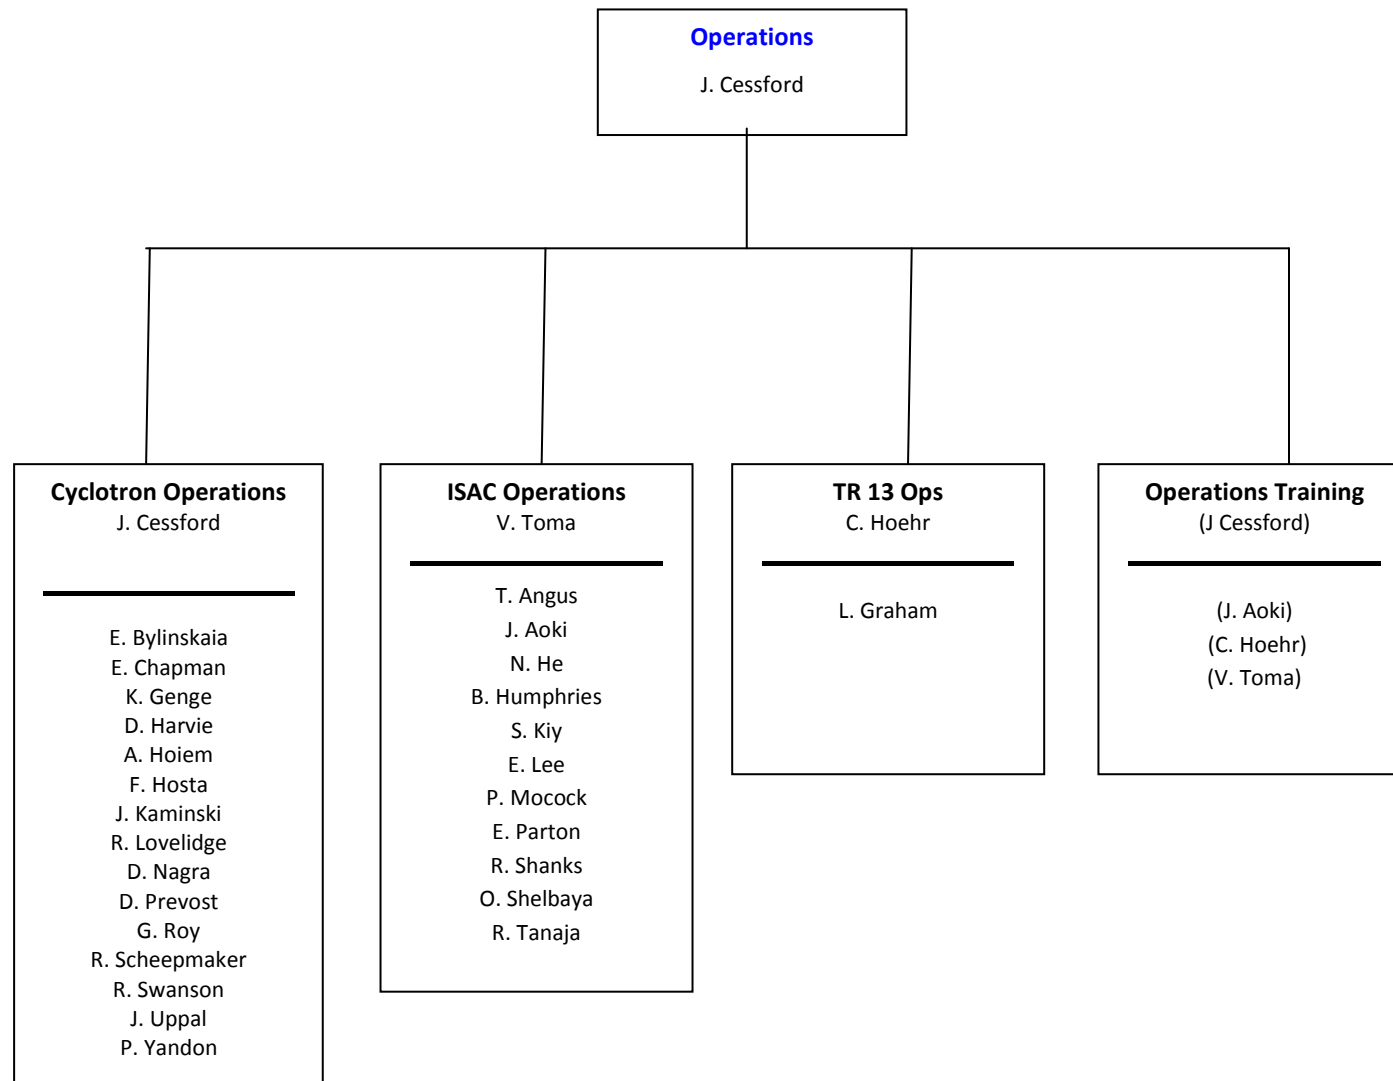 Operations
J. Cessford
Cyclotron Operations
J. Cessford
E. Bylinskaia
E. Chapman
K. Genge
D. Harvie
A. Hoiem
F. Hosta
J. Kaminski
R. Lovelidge
D. Nagra
D. Prevost
G. Roy
R. Scheepmaker
R. Swanson
J. Uppal
P. Yandon
ISAC Operations
V. Toma
T. Angus
J. Aoki
N. He
B. Humphries
S. Kiy
E. Lee
P. Mocock
E. Parton
R. Shanks
O. Shelbaya
R. Tanaja
TR 13 Ops
C. Hoehr
L. Graham
Operations Training
(J Cessford)
(J. Aoki)
(C. Hoehr)
(V. Toma)